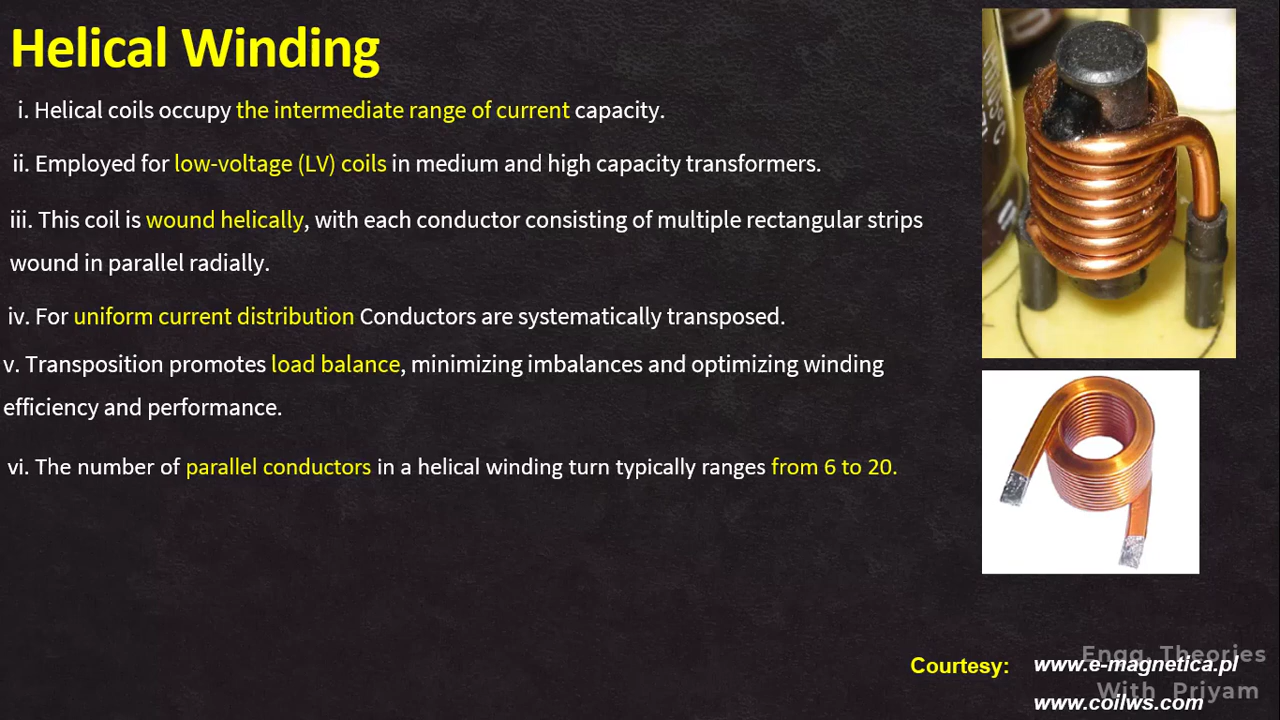 Helical Winding
i. Helical coils occupy the intermediate range of current capacity.
ii. Employed for low-voltage (LV) coils in medium and high capacity transformers.
iii. This coil is wound helically, with each conductor consisting of multiple rectangular strips
wound in parallel radially.
iv. For uniform current distribution Conductors are systematically transposed.
v. Transposition promotes load balance, minimizing imbalances and optimizing winding
efficiency and performance.
vi. The number of parallel conductors in a helical winding turn typically ranges from 6 to 20.
Courtesy: www.e-magnetica.pl
www.coilws.com
Engg. Theories
With Priyam